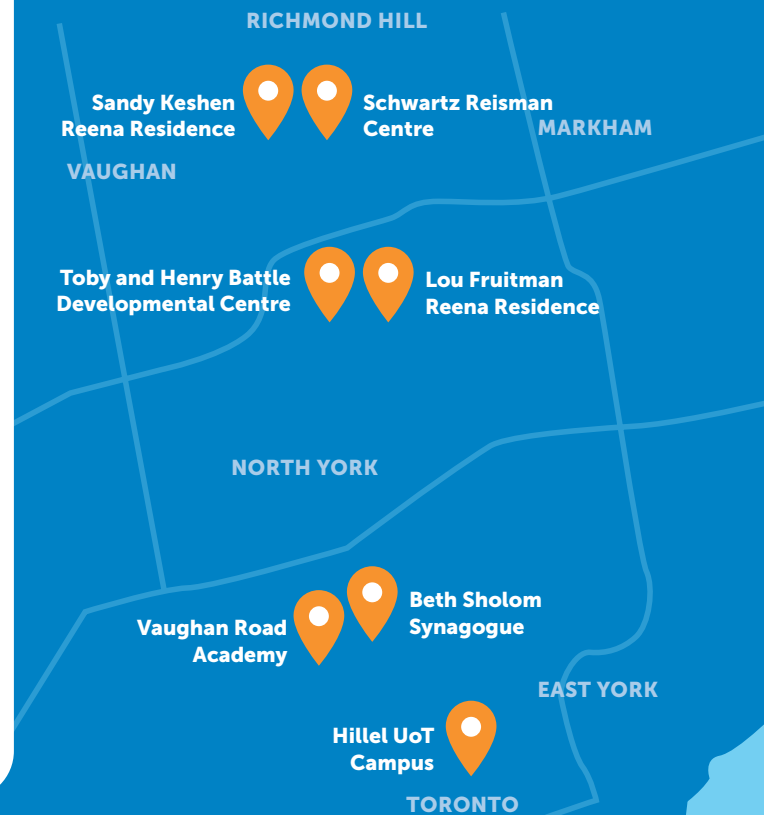 RICHMOND HILL
Sandy Keshen
Reena Residence
Schwartz Reisman
Centre
MARKHAM
VAUGHAN
Toby and Henry Battle
Developmental Centre
Lou Fruitman
Reena Residence
NORTH YORK
Beth Sholom
Synagogue
Vaughan Road
Academy
EAST YORK
Hillel UoT
Campus
TORONTO